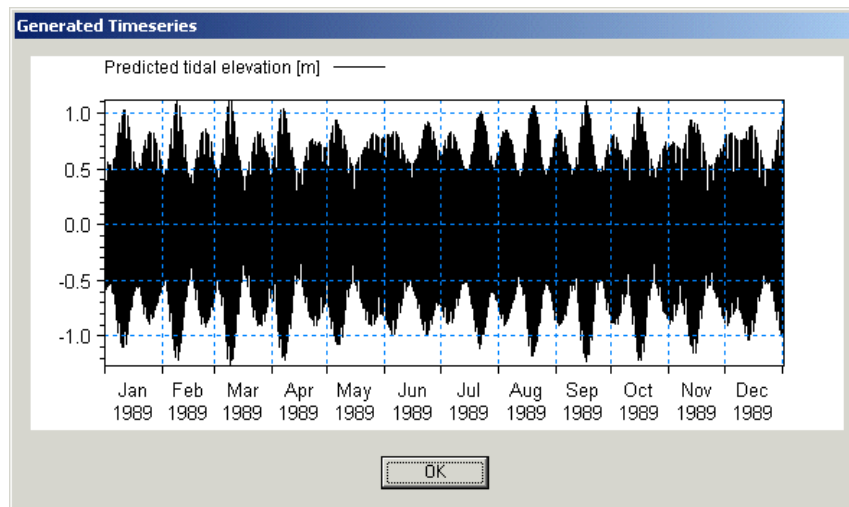 Generated Timeseries
Predicted tidal elevation [m]
1.0
0.5
0.0
-0.5
-1.0
Jan Feb Mar Apr May Jun Jul Aug Sep Oct Nov Dec
1989 1989 1989 1989 1989 1989 1989 1989 1989 1989 1989 1989
OK